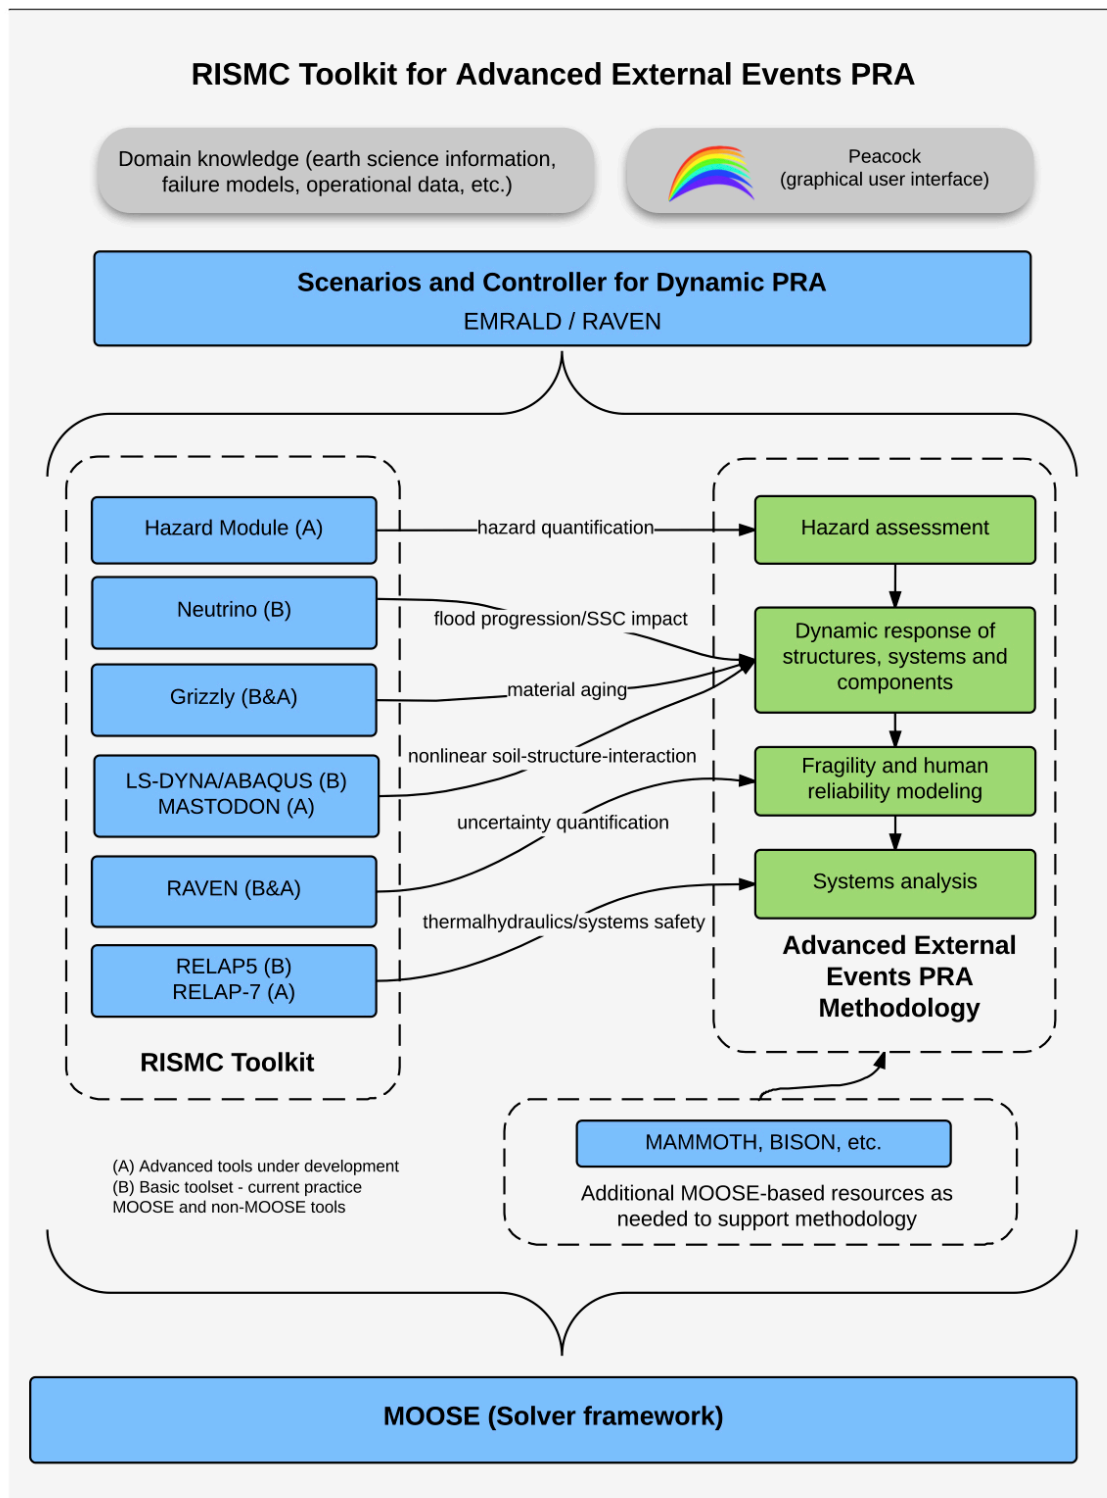 RISMC Toolkit for Advanced External Events PRA
Domain knowledge (earth science information,
failure models, operational data, etc.)
Peacock
(graphical user interface)
Scenarios and Controller for Dynamic PRA
EMRALD / RAVEN
Hazard Module (A)
hazard quantification
Hazard assessment
Neutrino (B)
flood progression/SSC impact
Dynamic response of
structures, systems and
components
Grizzly (B&A)
material aging
LS-DYNA/ABAQUS (B)
MASTODON (A)
nonlinear soil-structure-interaction
Fragility and human
reliability modeling
RAVEN (B&A)
uncertainty quantification
Systems analysis
RELAP5 (B)
RELAP-7 (A)
thermalhydraulics/systems safety
Advanced External
Events PRA
Methodology
RISMC Toolkit
MAMMOTH, BISON, etc.
Additional MOOSE-based resources as
needed to support methodology
(A) Advanced tools under development
(B) Basic toolset - current practice
MOOSE and non-MOOSE tools
MOOSE (Solver framework)